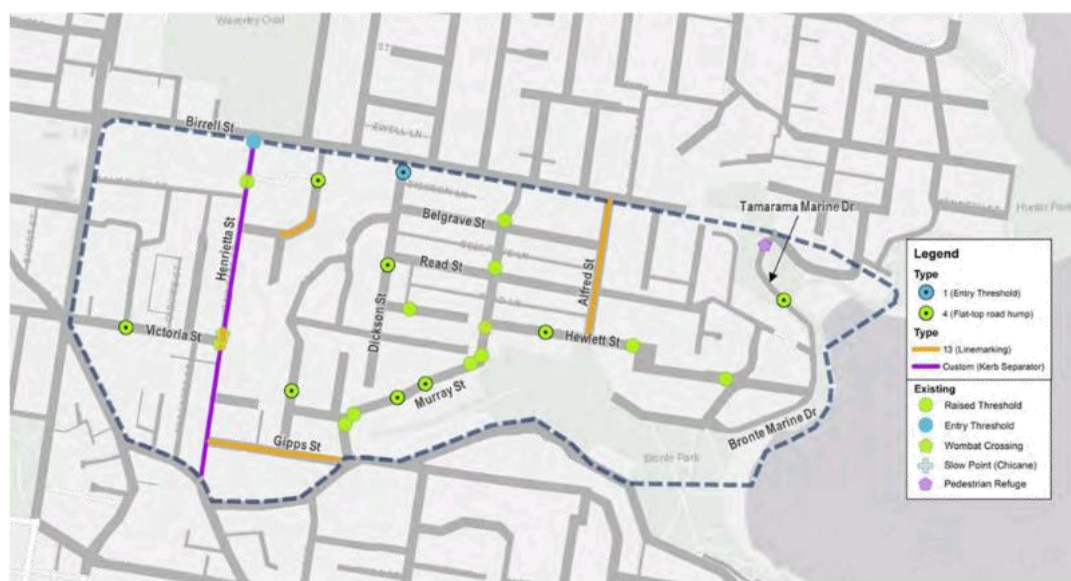 Waverley Oval
Birrell St
EWELL LN
Belgrave St
Read St
Henrietta St
Alfred St
Dickson St
Victoria St
Hewlett St
Murray St
Gipps St
Tamarama Marine Dr
Bronte Marine Dr
Bronte Park
Hunter Park
Legend
Type
1 (Entry Threshold)
4 (Flat-top road hump)
Type
13 (Linemarking)
Custom (Kerb Separator)
Existing
Raised Threshold
Entry Threshold
Wombat Crossing
Slow Point (Chicane)
Pedestrian Refuge